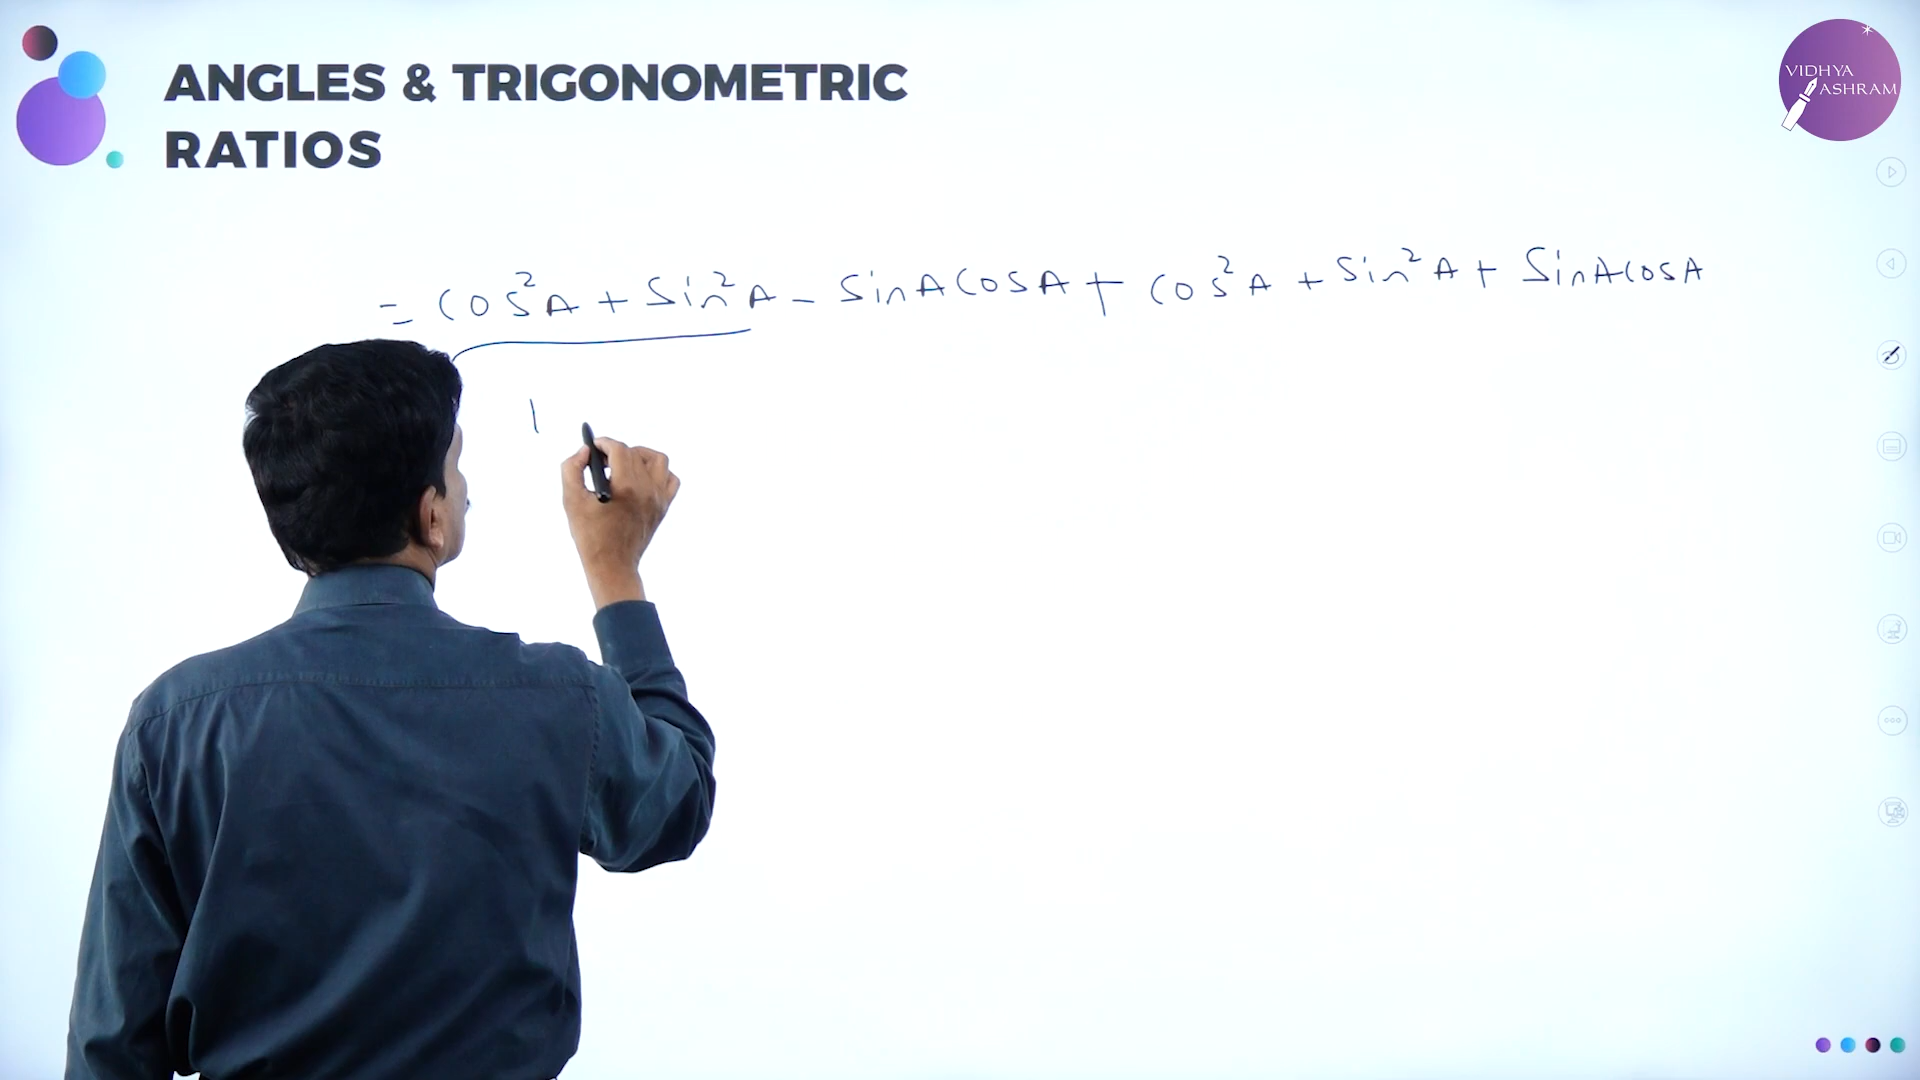 ANGLES & TRIGONOMETRIC
RATIOS
VIDHYA
ASHRAM
= Cos²A + Sin²A - SinACosA + Cos²A + Sin²A + SinACosA
1